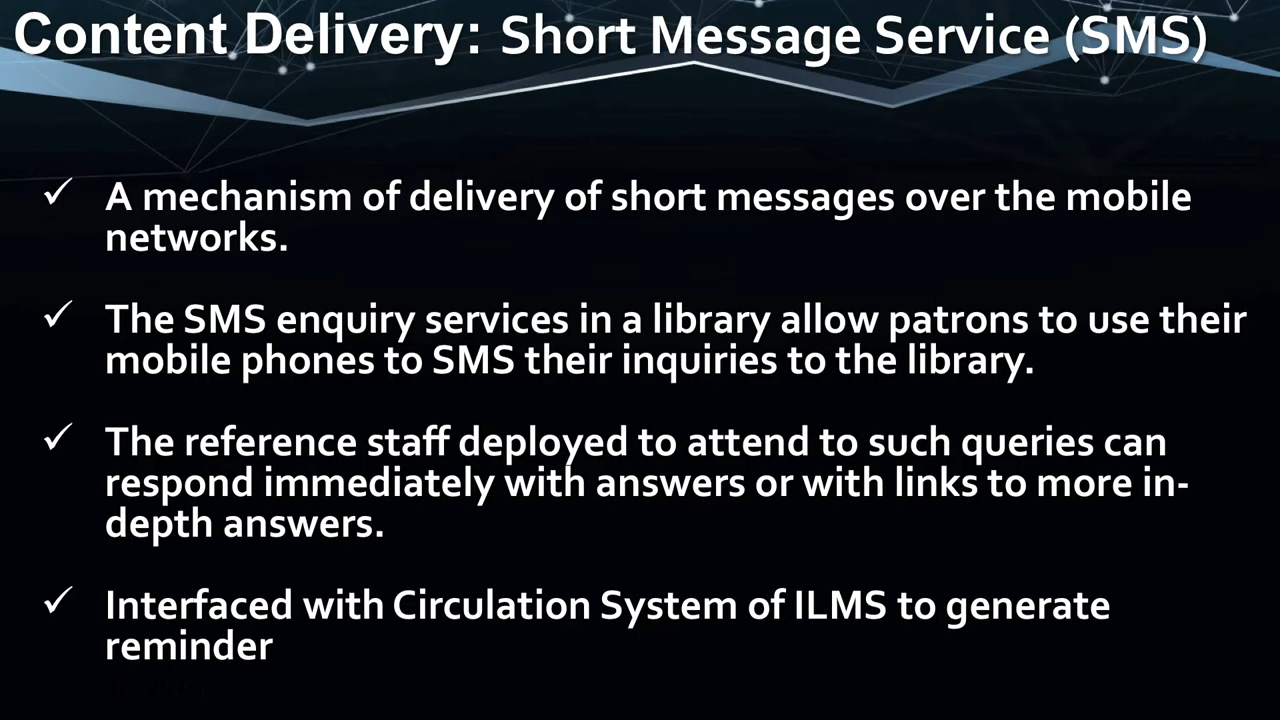 Content Delivery: Short Message Service (SMS)
✓ A mechanism of delivery of short messages over the mobile
networks.
✓ The SMS enquiry services in a library allow patrons to use their
mobile phones to SMS their inquiries to the library.
✓ The reference staff deployed to attend to such queries can
respond immediately with answers or with links to more in-
depth answers.
✓ Interfaced with Circulation System of ILMS to generate
reminder